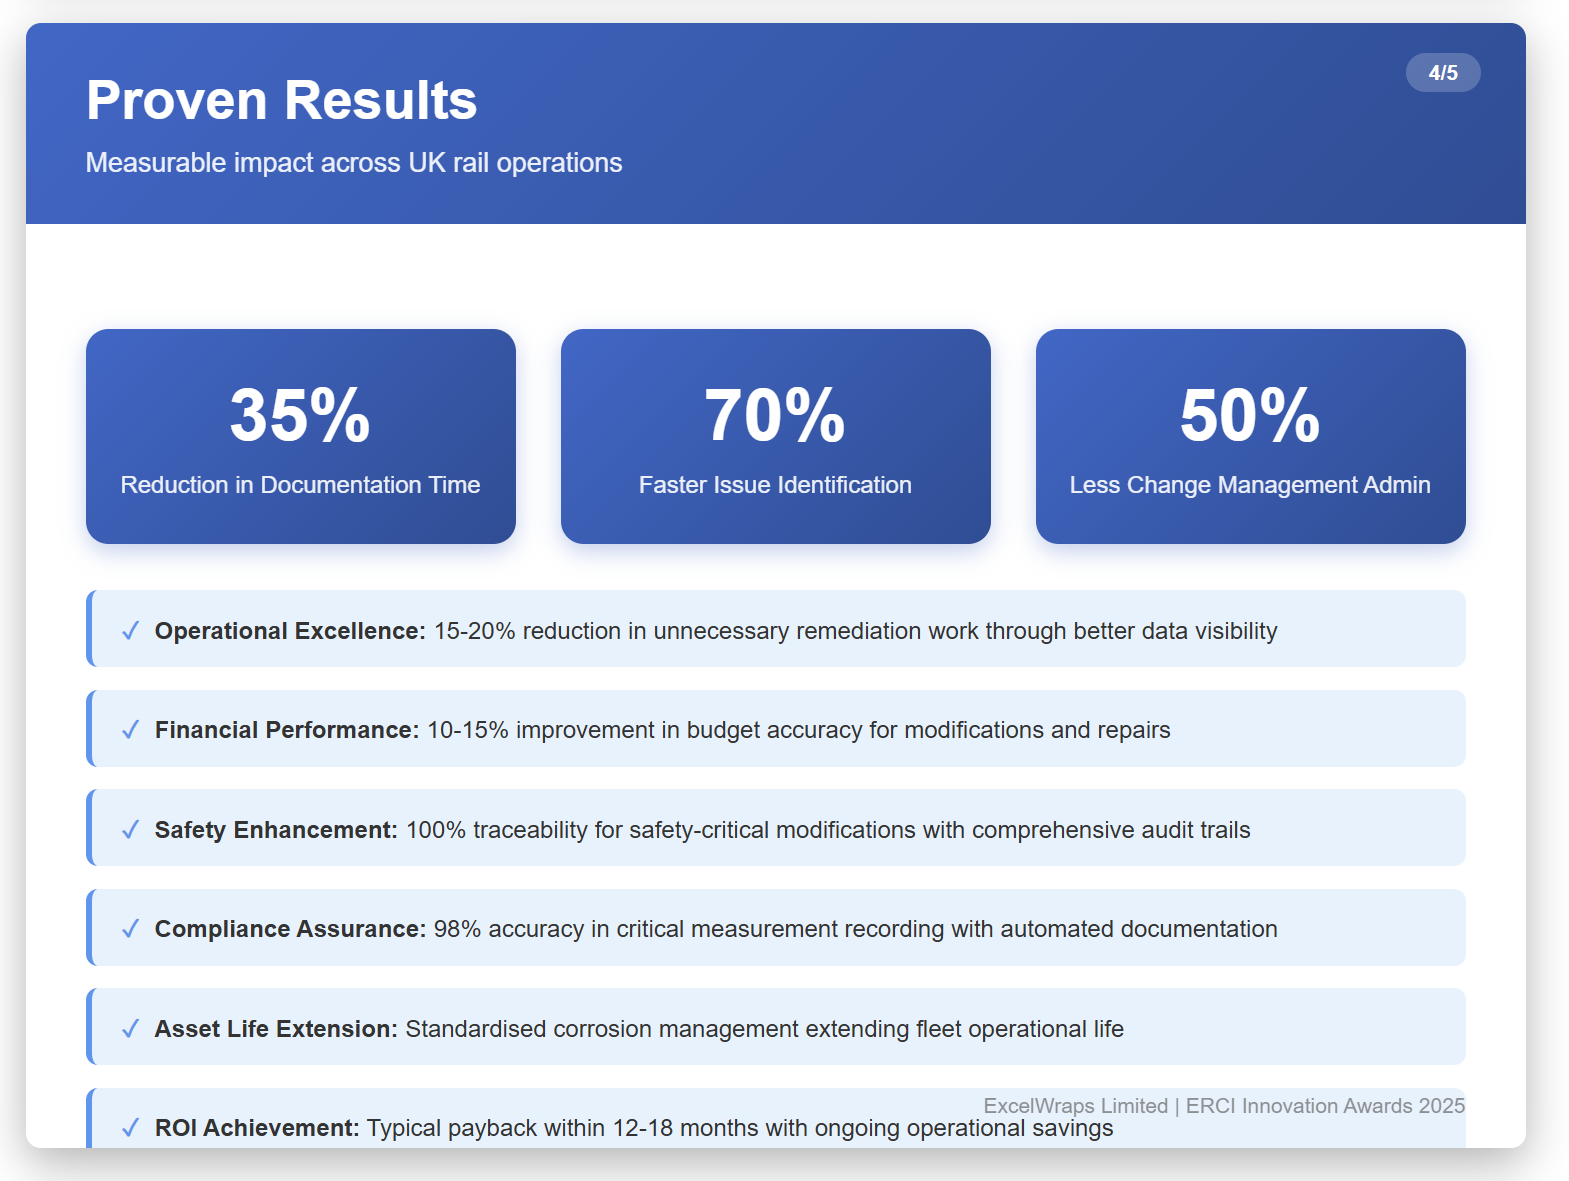 Proven Results
4/5
Measurable impact across UK rail operations
35%
Reduction in Documentation Time
70%
Faster Issue Identification
50%
Less Change Management Admin
✓ Operational Excellence: 15-20% reduction in unnecessary remediation work through better data visibility
✓ Financial Performance: 10-15% improvement in budget accuracy for modifications and repairs
✓ Safety Enhancement: 100% traceability for safety-critical modifications with comprehensive audit trails
✓ Compliance Assurance: 98% accuracy in critical measurement recording with automated documentation
✓ Asset Life Extension: Standardised corrosion management extending fleet operational life
ExcelWraps Limited | ERCI Innovation Awards 2025
✓ ROI Achievement: Typical payback within 12-18 months with ongoing operational savings